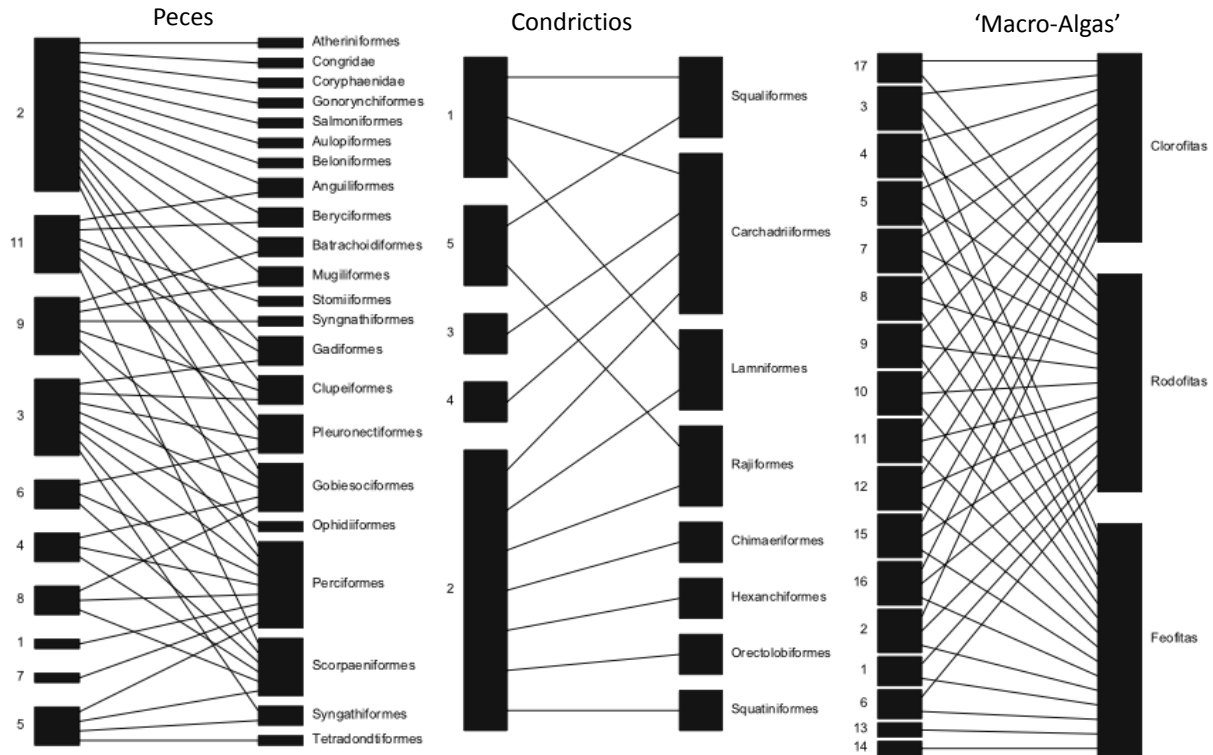 Peces
Condrictios
‘Macro-Algas’
2
11
9
3
6
4
8
1
7
5
Atheriniformes
Congridae
Coryphaenidae
Gonorynchiformes
Salmoniformes
Aulopiformes
Beloniformes
Anguiliformes
Beryciformes
Batrachoidiformes
Mugiliformes
Stomiiformes
Syngnathiformes
Gadiformes
Clupeiformes
Pleuronectiformes
Gobiesociformes
Ophidiiformes
Perciformes
Scorpaeniformes
Syngathiformes
Tetradondtiformes
1
5
3
4
2
Squaliformes
Carchadriiformes
Lamniformes
Rajiformes
Chimaeriformes
Hexanchiformes
Orectolobiformes
Squatiniformes
17
3
4
5
7
8
9
10
11
12
15
16
2
1
6
13
14
Clorofitas
Rodofitas
Feofitas